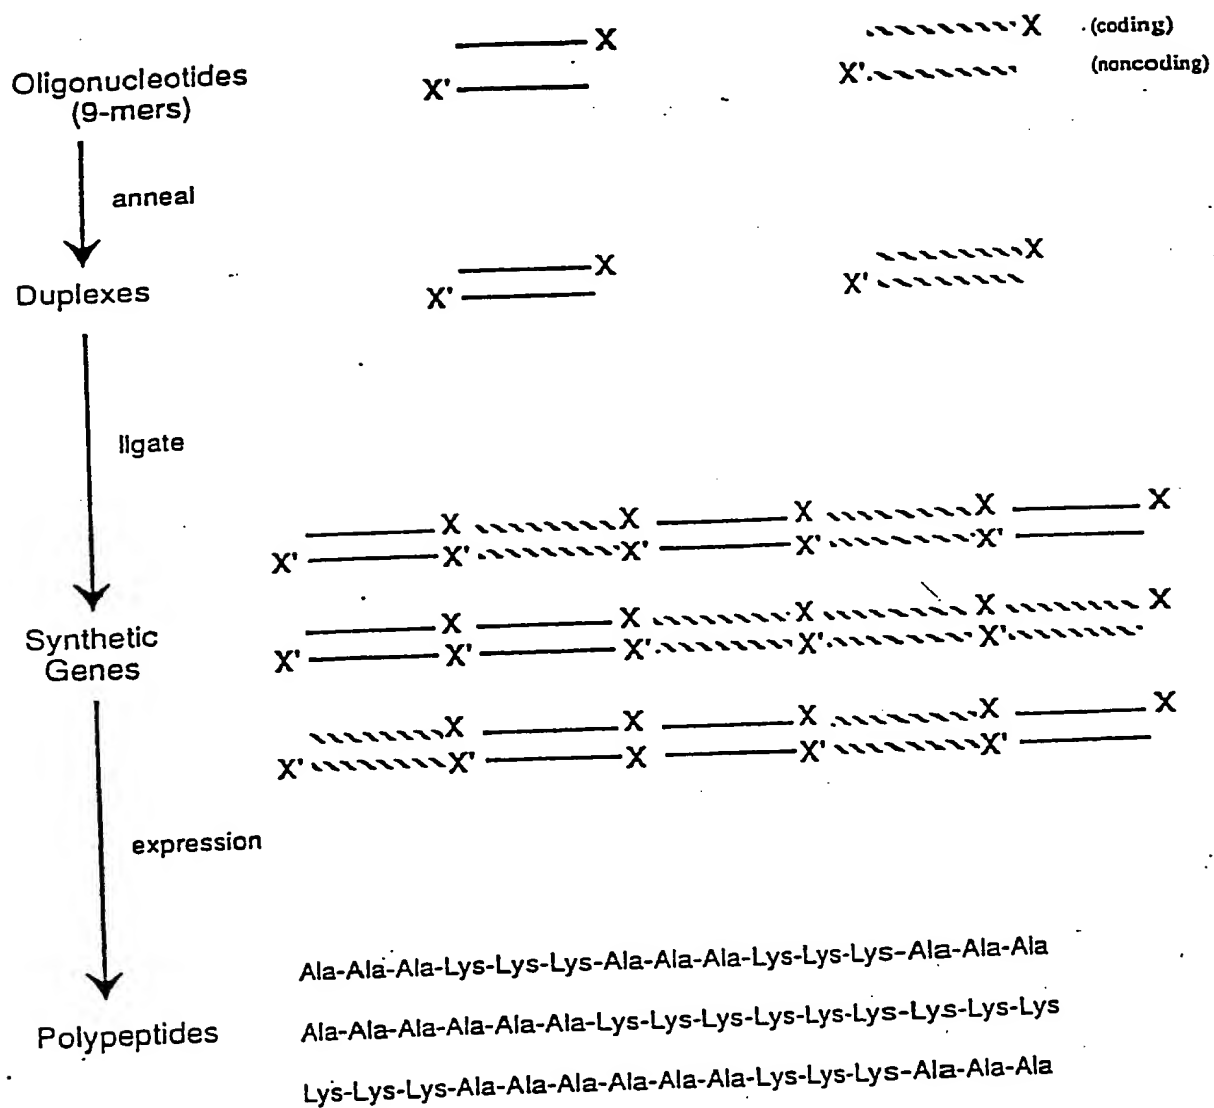 X X (coding)
Oligonucleotides
(9-mers)
X' X' (noncoding)
anneal
X X
Duplexes
X' X'
ligate
X X X X X
X' X' X' X' X'
Synthetic
Genes
X X X X X
X' X' X' X' X'
X X X X X
X' X' X X' X'
expression
Ala-Ala-Ala-Lys-Lys-Lys-Ala-Ala-Ala-Lys-Lys-Lys-Ala-Ala-Ala
Polypeptides
Ala-Ala-Ala-Ala-Ala-Ala-Lys-Lys-Lys-Lys-Lys-Lys-Lys-Lys-Lys
Lys-Lys-Lys-Ala-Ala-Ala-Ala-Ala-Ala-Lys-Lys-Lys-Ala-Ala-Ala